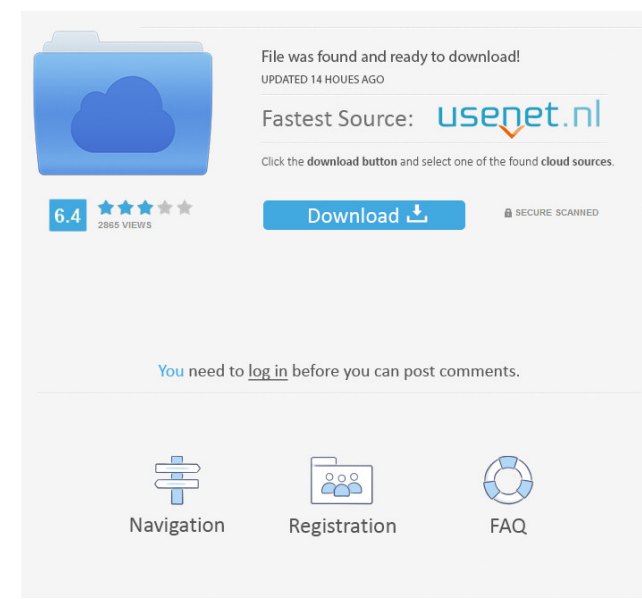 File was found and ready to download!
UPDATED 14 HOUES AGO
Fastest Source: usenet.nl
Click the download button and select one of the found cloud sources.
6.4
2865 VIEWS
Download
SECURE SCANNED
You need to log in before you can post comments.
Navigation
Registration
FAQ